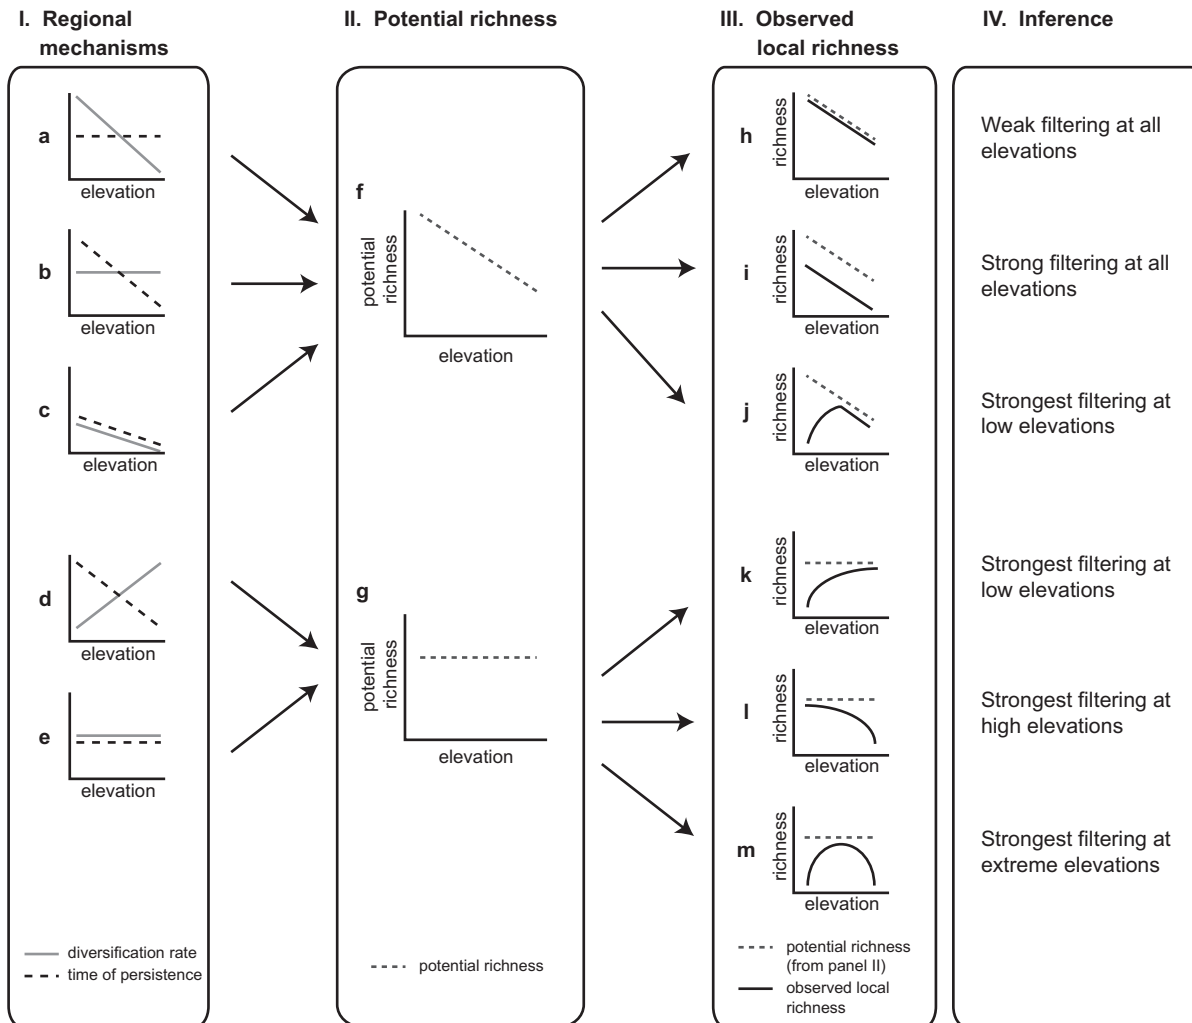 I. Regional
mechanisms
II. Potential richness
III. Observed
local richness
IV. Inference
a
elevation
b
elevation
c
elevation
d
elevation
e
elevation
diversification rate
time of persistence
f
potential
richness
elevation
g
potential
richness
elevation
potential richness
h
richness
elevation
i
richness
elevation
j
richness
elevation
k
richness
elevation
l
richness
elevation
m
richness
elevation
potential richness
(from panel II)
observed local
richness
Weak filtering at all
elevations
Strong filtering at all
elevations
Strongest filtering at
low elevations
Strongest filtering at
low elevations
Strongest filtering at
high elevations
Strongest filtering at
extreme elevations